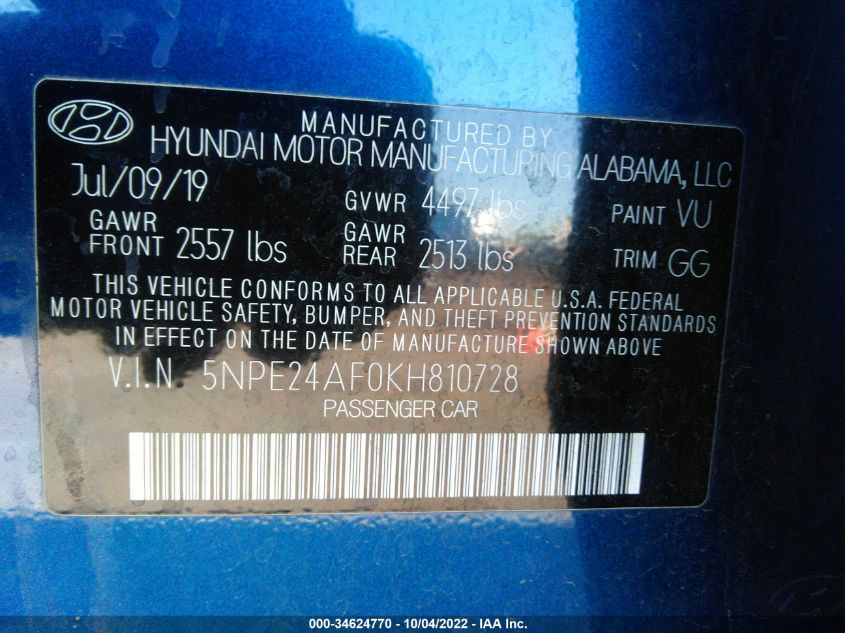 MANUFACTURED BY
HYUNDAI MOTOR MANUFACTURING ALABAMA, LLC
Jul/09/19 GVWR 4497 lbs PAINT VU
GAWR FRONT 2557 lbs GAWR REAR 2513 lbs TRIM GG
THIS VEHICLE CONFORMS TO ALL APPLICABLE U.S.A. FEDERAL
MOTOR VEHICLE SAFETY, BUMPER, AND THEFT PREVENTION STANDARDS
IN EFFECT ON THE DATE OF MANUFACTURE SHOWN ABOVE
V.I.N. 5NPE24AF0KH810728
PASSENGER CAR
000-34624770 - 10/04/2022 - IAA Inc.